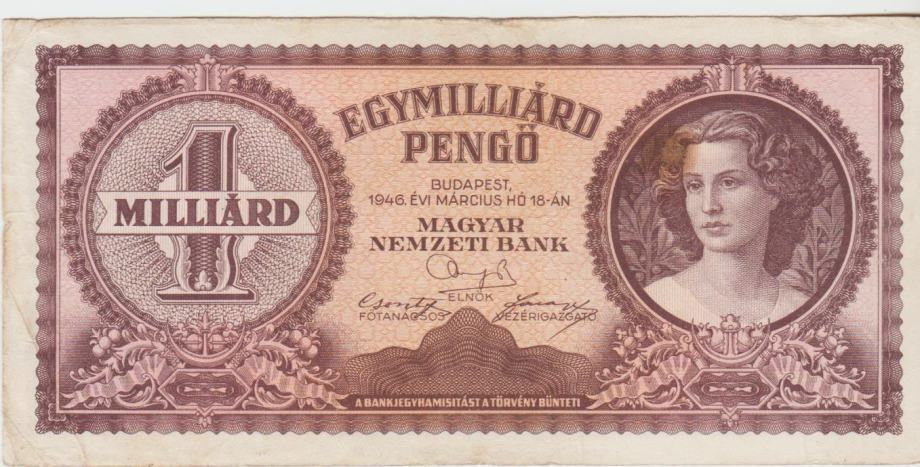 1
MILLIÁRD
EGYMILLIÁRD
PENGŐ
BUDAPEST,
1946. ÉVI MÁRCIUS HÓ 18-ÁN
MAGYAR
NEMZETI BANK
ELNÖK
FŐTANÁCSOS
VEZÉRIGAZGATÓ
A BANKJEGYHAMISITÁST A TÖRVÉNY BÜNTETI